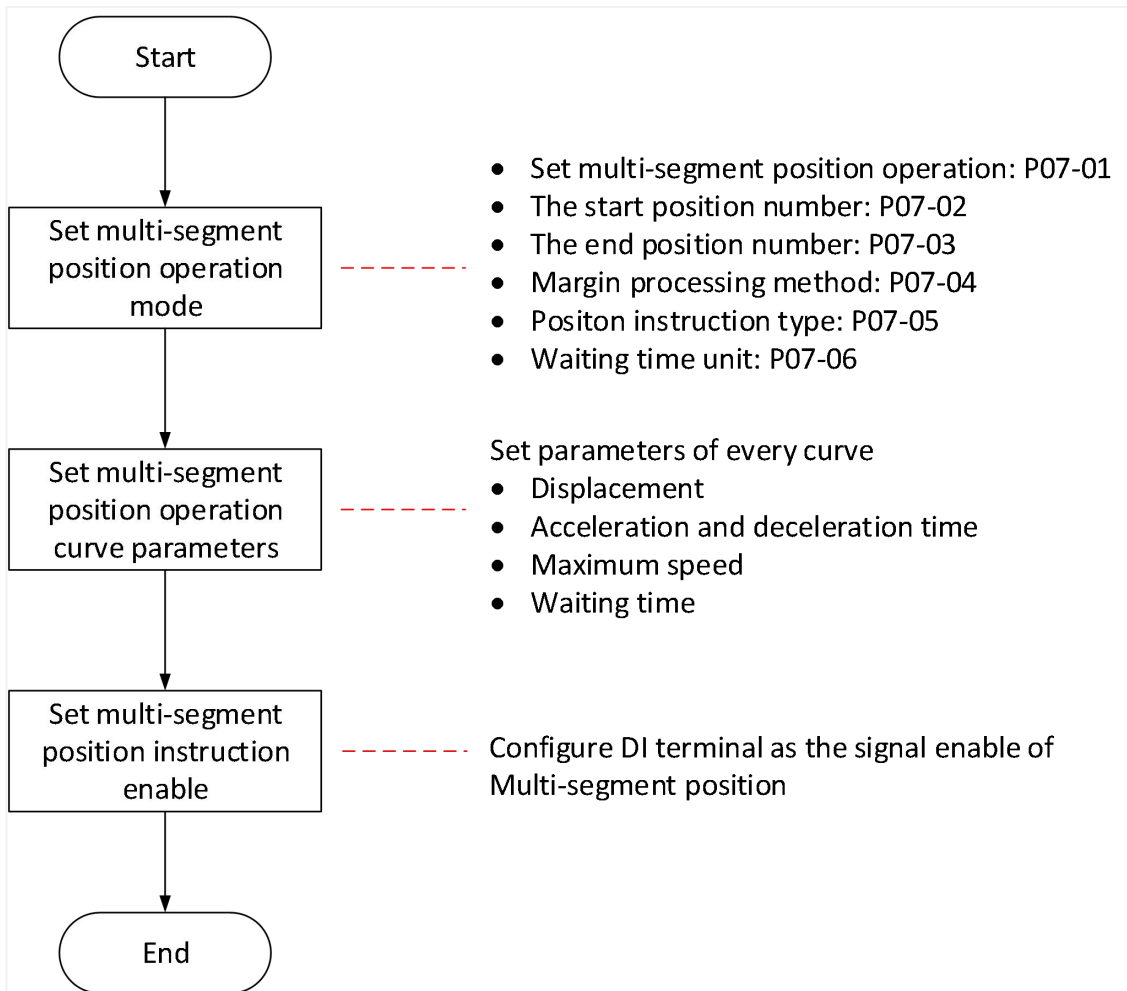 Start
Set multi-segment
position operation
mode
● Set multi-segment position operation: P07-01
● The start position number: P07-02
● The end position number: P07-03
● Margin processing method: P07-04
● Positon instruction type: P07-05
● Waiting time unit: P07-06
Set multi-segment
position operation
curve parameters
Set parameters of every curve
● Displacement
● Acceleration and deceleration time
● Maximum speed
● Waiting time
Set multi-segment
position instruction
enable
Configure DI terminal as the signal enable of
Multi-segment position
End